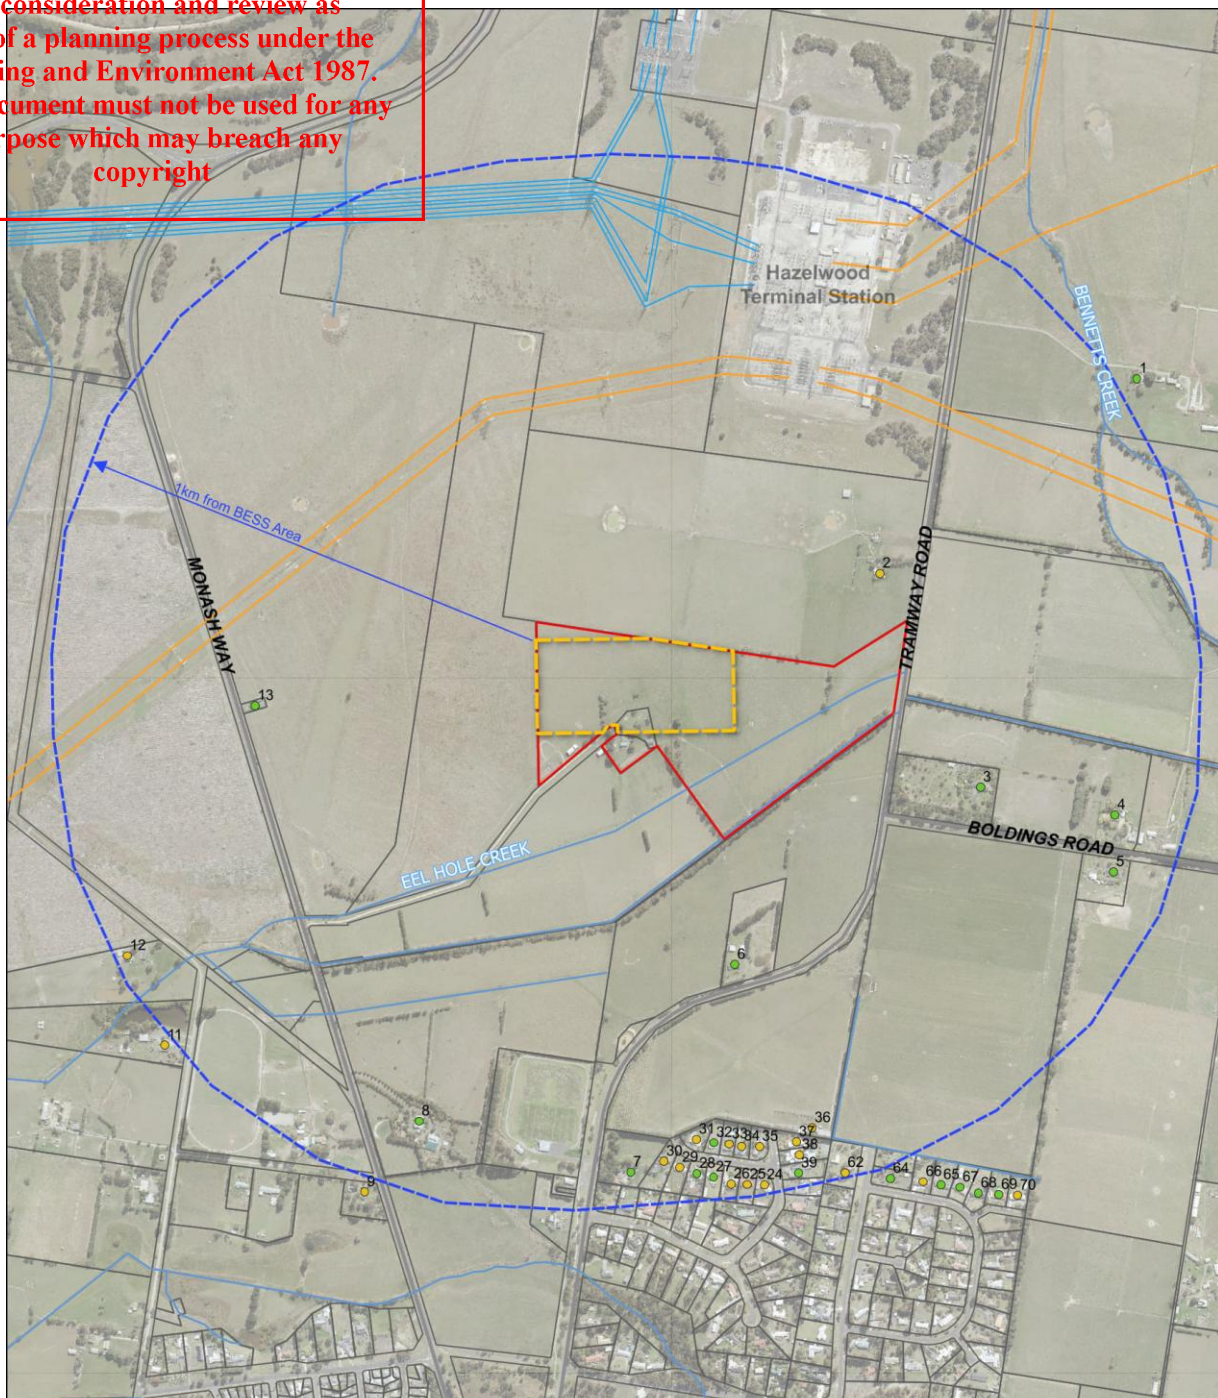 consideration and review as
of a planning process under the
ing and Environment Act 1987.
cument must not be used for any
rpose which may breach any
copyright
Hazelwood
Terminal Station
BENNETTS CREEK
1
1km from BESS Area
2
TRAMWAY ROAD
MONASH WAY
13
3
4
BOLDINGS ROAD
5
EEL HOLE CREEK
12
6
11
8
36
31
32
33
34
35
37
38
30
29
28
27
26
25
24
39
7
62
64
66
65
67
68
69
70
9